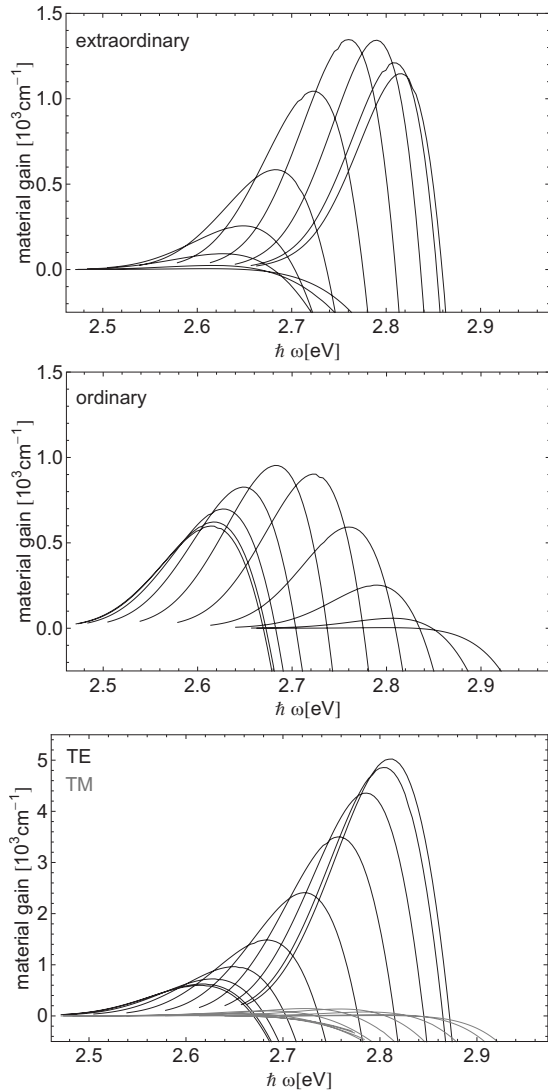 extraordinary
material gain [10³cm⁻¹]
1.5
1.0
0.5
0.0
2.5 2.6 2.7 2.8 2.9
ℏ ω[eV]
ordinary
material gain [10³cm⁻¹]
1.5
1.0
0.5
0.0
2.5 2.6 2.7 2.8 2.9
ℏ ω[eV]
TE
TM
material gain [10³cm⁻¹]
5
4
3
2
1
0
2.5 2.6 2.7 2.8 2.9
ℏ ω[eV]